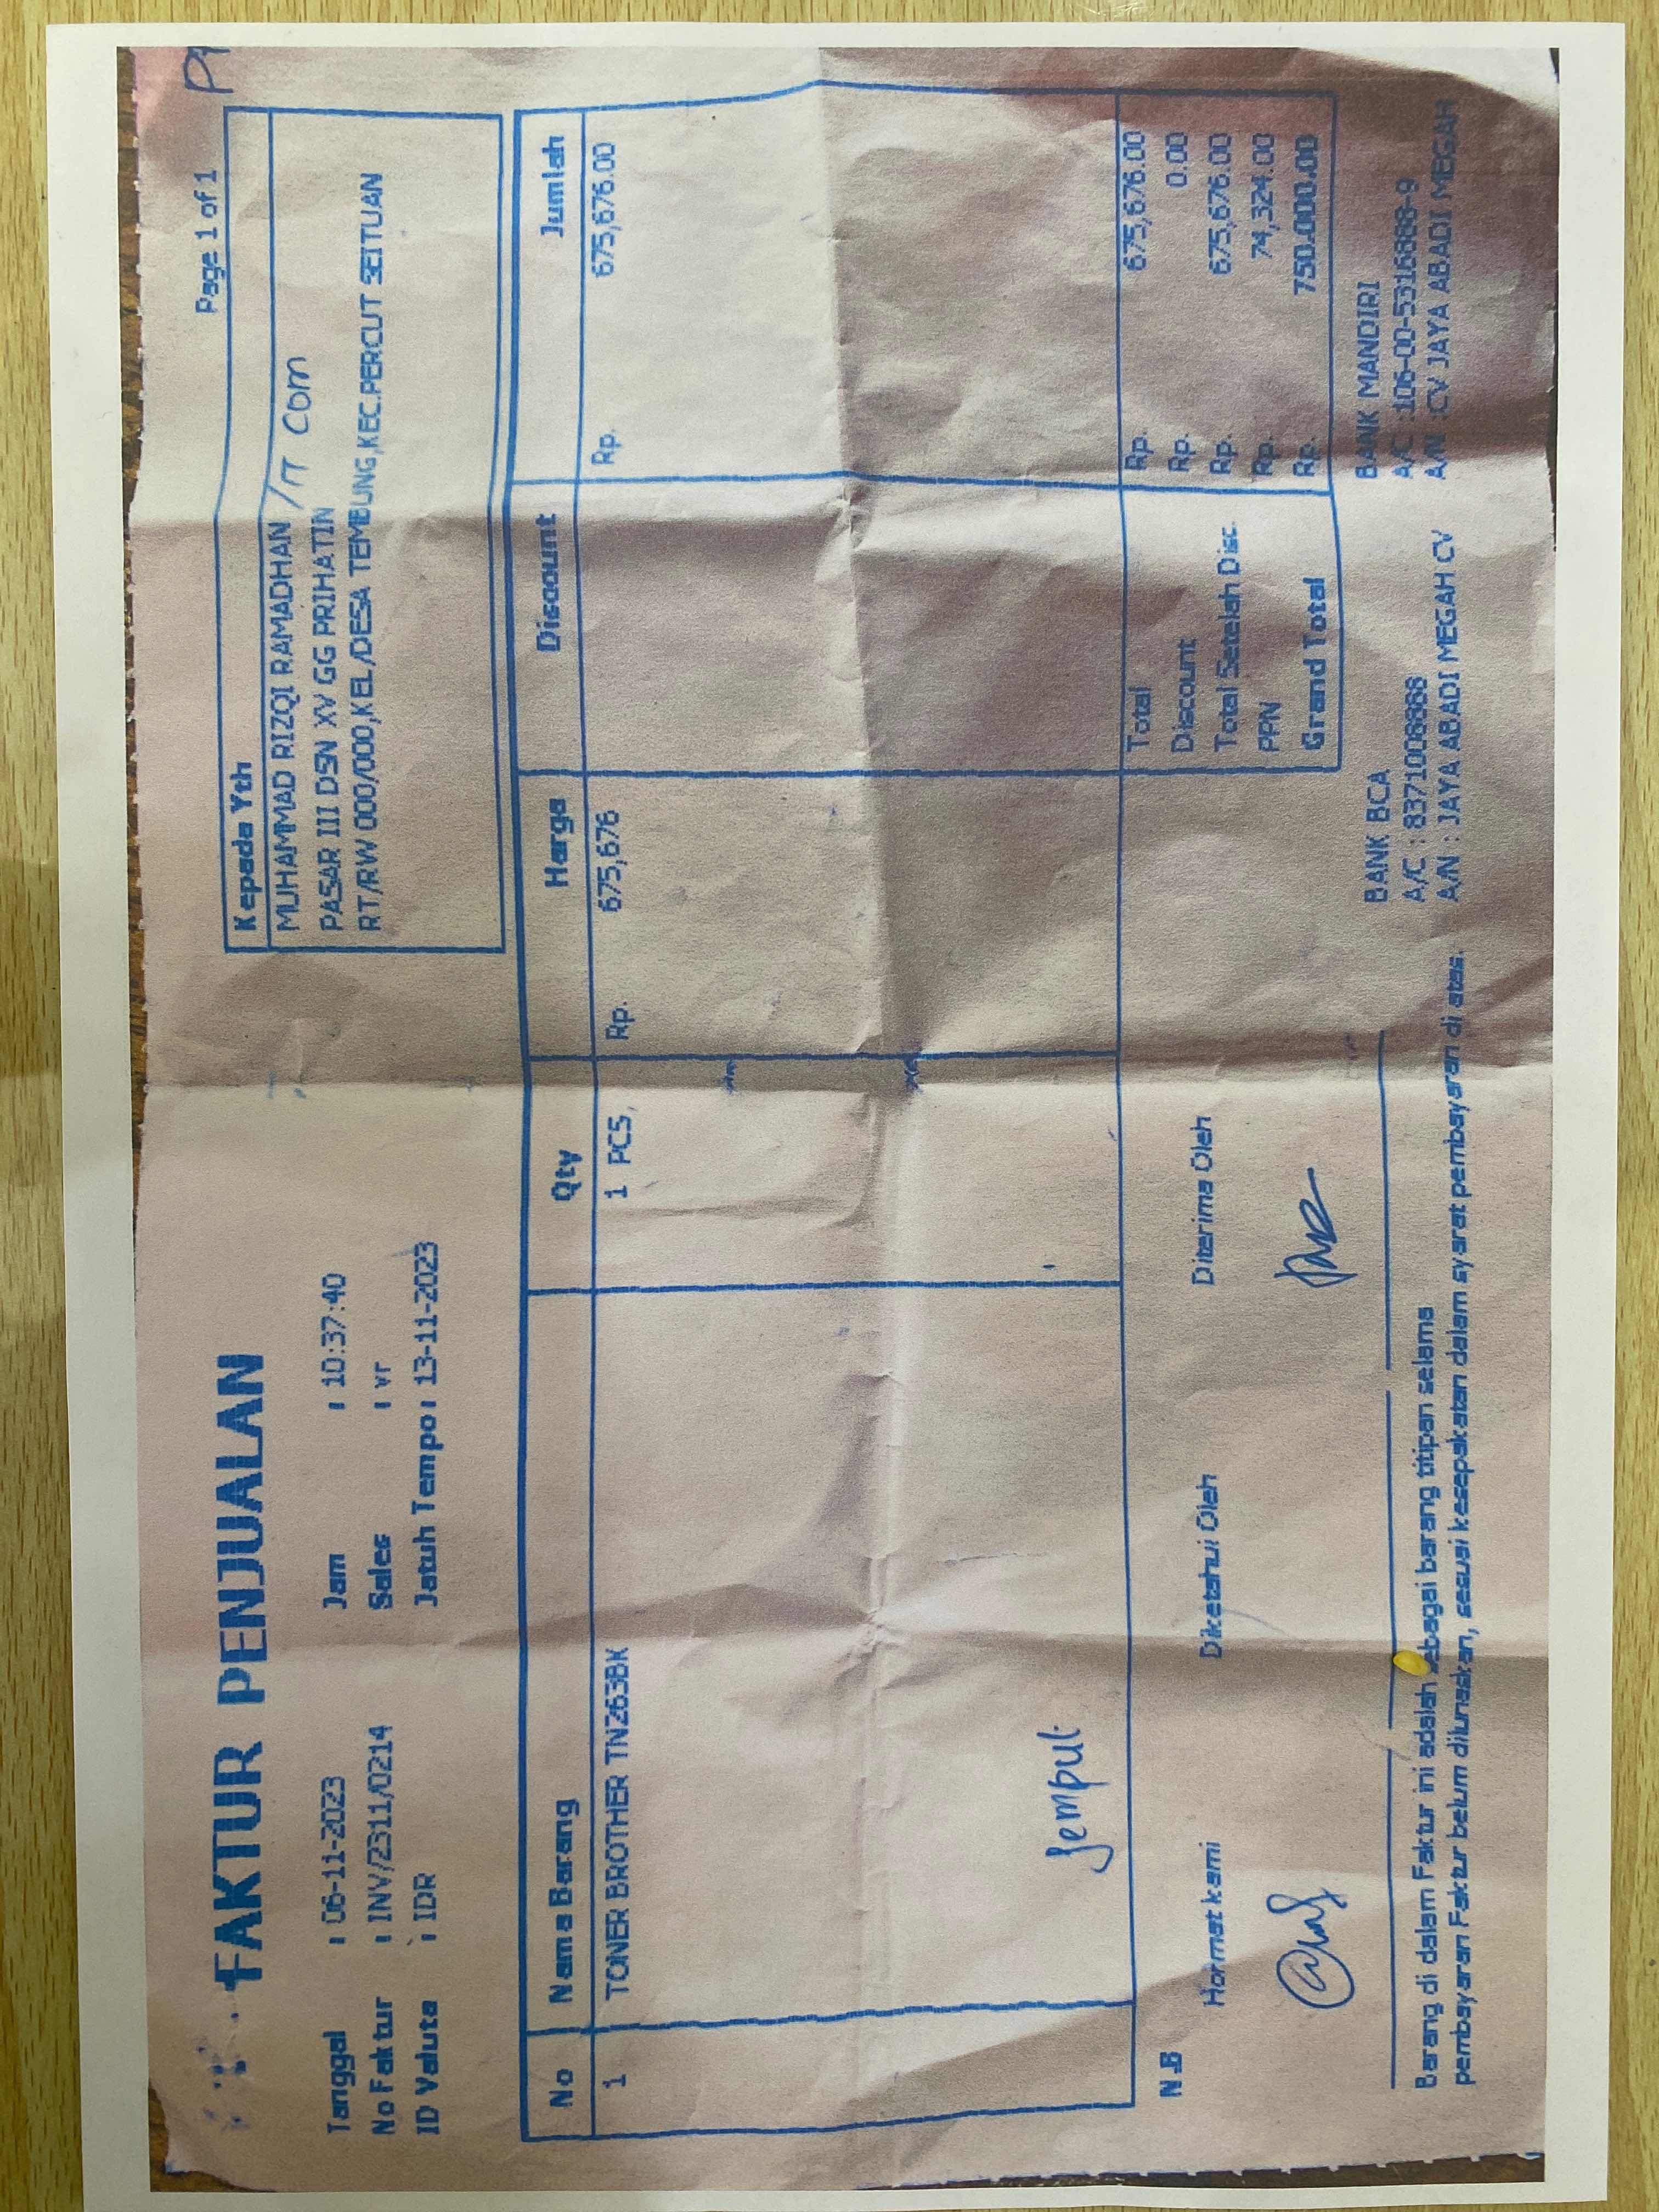 Page 1 of 1
FAKTUR PENJUALAN
Kepada Yth
MUHAMMAD RIZQI RAMADHAN / IT Com
PASAR III DSN XV GG PRIHATIN
RT/RW 000/000,KEL/DESA TEMBUNG,KEC.PERCUT SEITUAN
Tanggal : 06-11-2023 Jam : 10:37:40
No Faktur : INV/2311/0214 Sales : vr
ID Valuta : IDR Jatuh Tempo : 13-11-2023
No Nama Barang Qty Harga Discount Jumlah
1 TONER BROTHER TN263BK 1 PCS, Rp. 675,676 Rp. 675,676.00
Jemput
Total Rp. 675,676.00
Discount Rp. 0.00
Total Setelah Disc. Rp. 675,676.00
PPN Rp. 74,324.00
Grand Total Rp. 750.000.00
N.B
Hormat kami Diketahui Oleh Diterima Oleh
BANK BCA BANK MANDIRI
A/C : 8371008888 A/C :106-00-5316888-9
A/N : JAYA ABADI MEGAH CV A/N :CV JAYA ABADI MEGAH
Barang di dalam Faktur ini adalah sebagai barang titipan selama
pembayaran Faktur belum dilunaskan, sesuai kesepakatan dalam syarat pembayaran di atas.